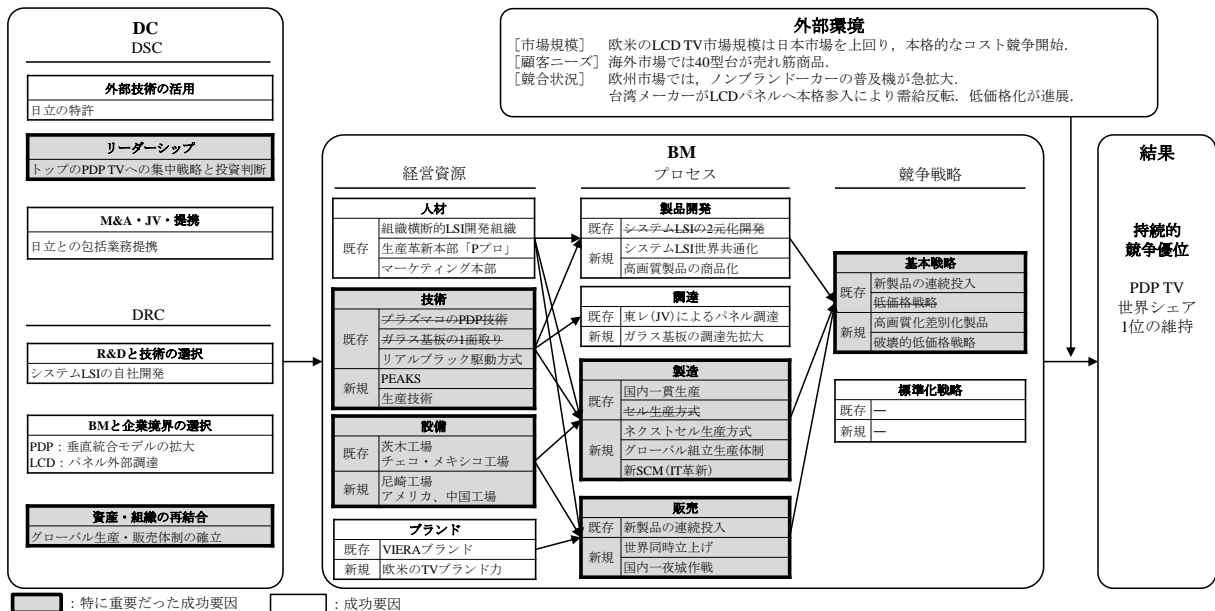 DC
DSC
外部技術の活用
日立の特許
リーダーシップ
トップのPDP TVへの集中戦略と投資判断
M&A・JV・提携
日立との包括業務提携
DRC
R&Dと技術の選択
システムLSIの自社開発
BMと企業境界の選択
PDP：垂直統合モデルの拡大
LCD：パネル外部調達
資産・組織の再結合
グローバル生産・販売体制の確立
外部環境
[市場規模] 欧米のLCD TV市場規模は日本市場を上回り，本格的なコスト競争開始．
[顧客ニーズ] 海外市場では40型台が売れ筋商品．
[競合状況] 欧州市場では，ノンブランドーカーの普及機が急拡大．
台湾メーカーがLCDパネルへ本格参入により需給反転．低価格化が進展．
BM
経営資源
プロセス
競争戦略
人材
既存
組織横断的LSI開発組織
生産革新本部「Pプロ」
マーケティング本部
技術
既存
プラズマコのPDP技術
ガラス基板の1面取り
リアルブラック駆動方式
新規
PEAKS
生産技術
設備
既存
茨木工場
チェコ・メキシコ工場
新規
尼崎工場
アメリカ、中国工場
ブランド
既存 VIERAブランド
新規 欧米のTVブランド力
製品開発
既存 システムLSIの2元化開発
新規
システムLSI世界共通化
高画質製品の商品化
調達
既存 東レ(JV)によるパネル調達
新規 ガラス基板の調達先拡大
製造
既存
国内一貫生産
セル生産方式
新規
ネクストセル生産方式
グローバル組立生産体制
新SCM(IT革新)
販売
既存 新製品の連続投入
新規
世界同時立上げ
国内一夜城作戦
基本戦略
既存
新製品の連続投入
低価格戦略
新規
高画質化差別化製品
破壊的低価格戦略
標準化戦略
既存 ―
新規 ―
結果
持続的
競争優位
PDP TV
世界シェア
1位の維持
：特に重要だった成功要因
：成功要因